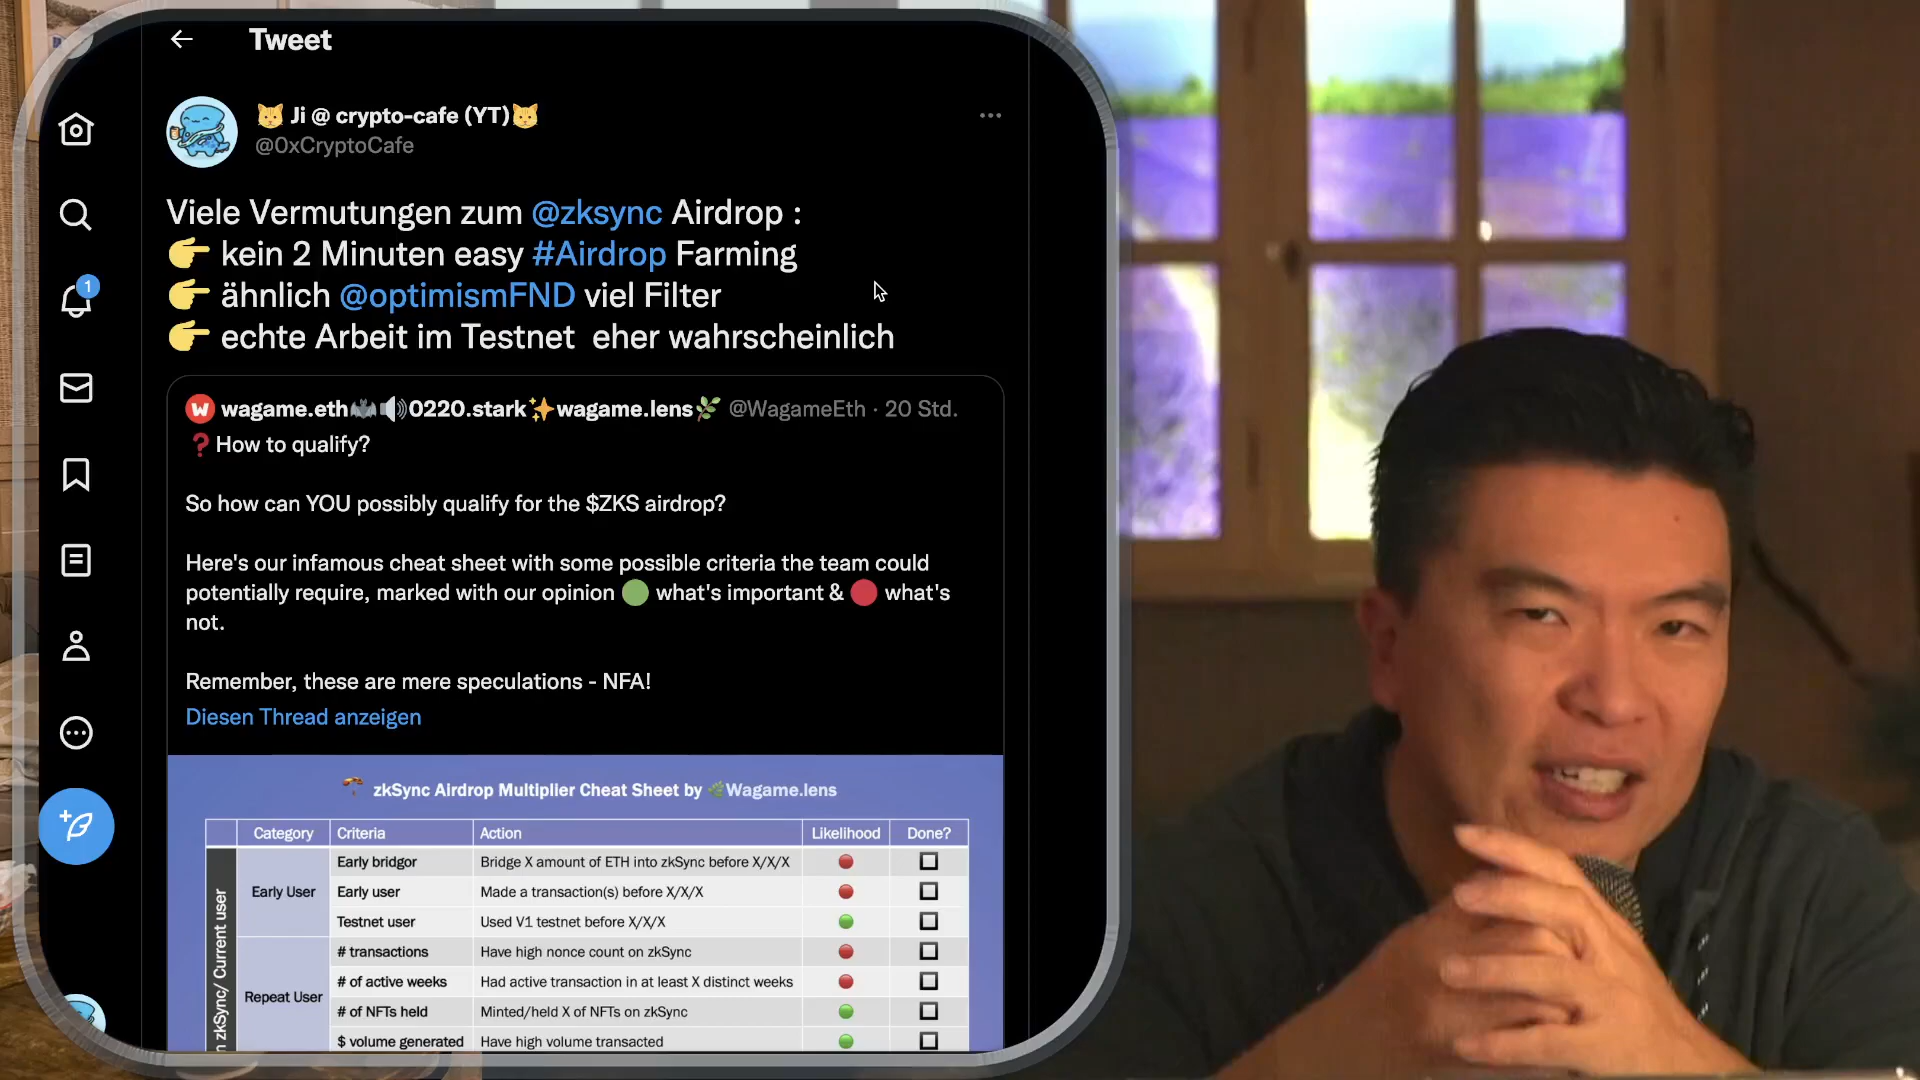 Tweet
Ji @ crypto-cafe (YT)
@0xCryptoCafe
Viele Vermutungen zum @zksync Airdrop :
kein 2 Minuten easy #Airdrop Farming
ähnlich @optimismFND viel Filter
echte Arbeit im Testnet eher wahrscheinlich
1
wagame.eth 0220.stark wagame.lens @WagameEth · 20 Std.
How to qualify?
So how can YOU possibly qualify for the $ZKS airdrop?
Here's our infamous cheat sheet with some possible criteria the team could
potentially require, marked with our opinion what's important & what's
not.
Remember, these are mere speculations - NFA!
Diesen Thread anzeigen
zkSync Airdrop Multiplier Cheat Sheet by Wagame.lens
Category Criteria Action Likelihood Done?
Early bridgor Bridge X amount of ETH into zkSync before X/X/X
Early User Early user Made a transaction(s) before X/X/X
Testnet user Used V1 testnet before X/X/X
# transactions Have high nonce count on zkSync
# of active weeks Had active transaction in at least X distinct weeks
Repeat User
# of NFTs held Minted/held X of NFTs on zkSync
$ volume generated Have high volume transacted
zkSync/ Current user